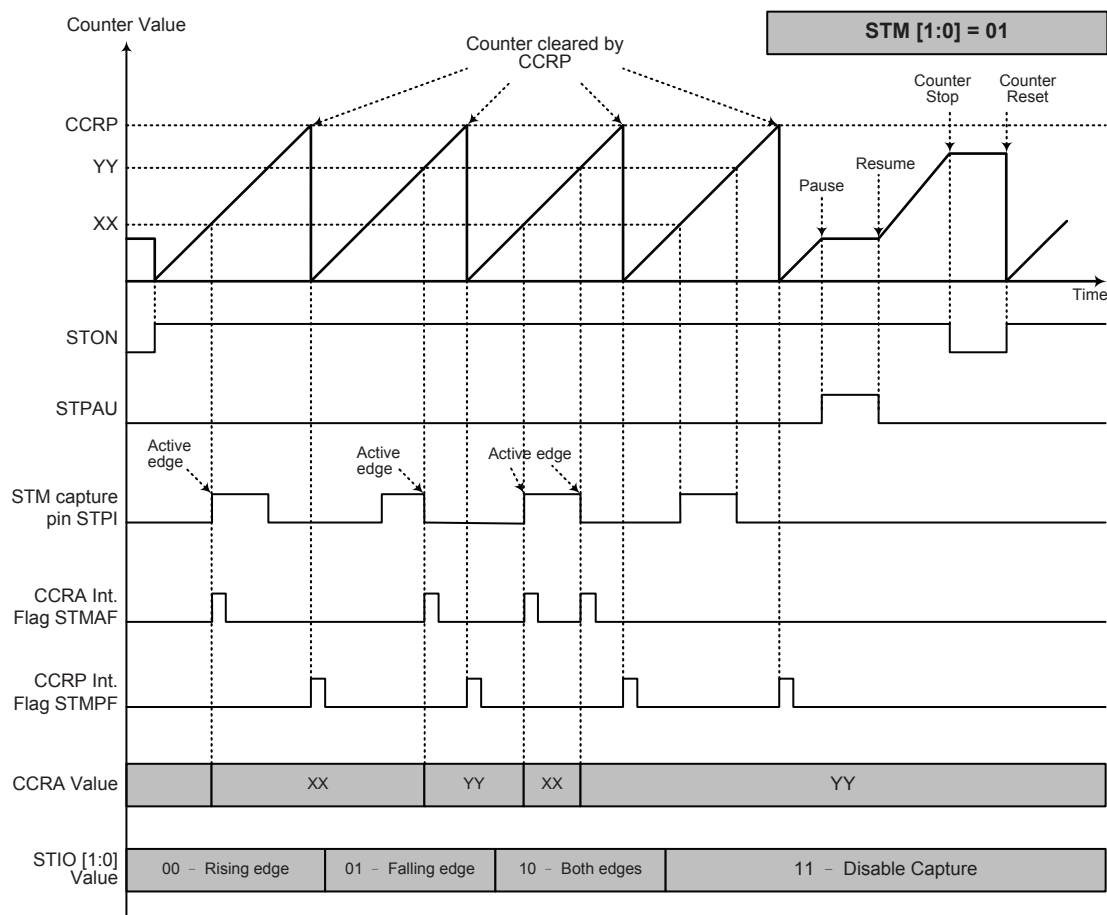 Counter Value
STM [1:0] = 01
Counter cleared by
CCRP
Counter
Stop
Counter
Reset
CCRP
YY
XX
Pause
Resume
Time
STON
STPAU
Active
edge
Active
edge
Active edge
STM capture
pin STPI
CCRA Int.
Flag STMAF
CCRP Int.
Flag STMPF
CCRA Value
XX
YY
XX
YY
STIO [1:0]
Value
00 – Rising edge
01 – Falling edge
10 – Both edges
11 – Disable Capture